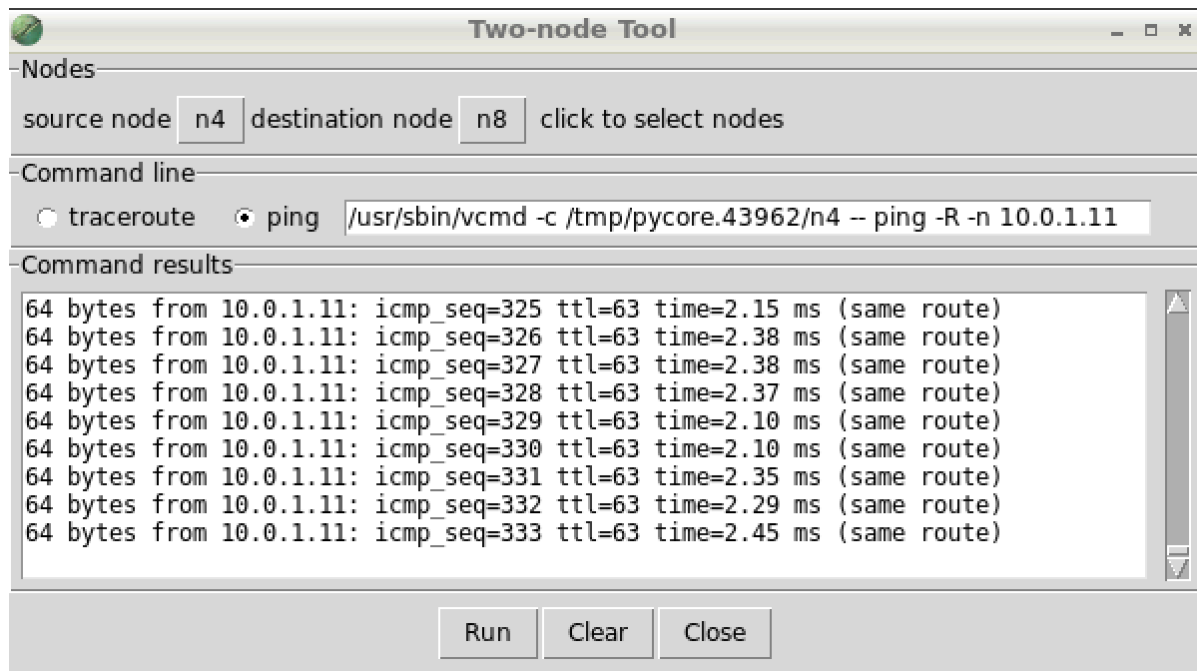 Two-node Tool
Nodes
source node n4 destination node n8 click to select nodes
Command line
traceroute ping /usr/sbin/vcmd -c /tmp/pycore.43962/n4 -- ping -R -n 10.0.1.11
Command results
64 bytes from 10.0.1.11: icmp_seq=325 ttl=63 time=2.15 ms (same route)
64 bytes from 10.0.1.11: icmp_seq=326 ttl=63 time=2.38 ms (same route)
64 bytes from 10.0.1.11: icmp_seq=327 ttl=63 time=2.38 ms (same route)
64 bytes from 10.0.1.11: icmp_seq=328 ttl=63 time=2.37 ms (same route)
64 bytes from 10.0.1.11: icmp_seq=329 ttl=63 time=2.10 ms (same route)
64 bytes from 10.0.1.11: icmp_seq=330 ttl=63 time=2.10 ms (same route)
64 bytes from 10.0.1.11: icmp_seq=331 ttl=63 time=2.35 ms (same route)
64 bytes from 10.0.1.11: icmp_seq=332 ttl=63 time=2.29 ms (same route)
64 bytes from 10.0.1.11: icmp_seq=333 ttl=63 time=2.45 ms (same route)
Run Clear Close